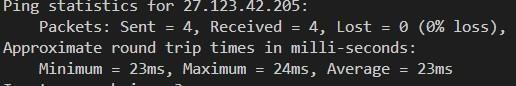 Ping statistics for 27.123.42.205:
    Packets: Sent = 4, Received = 4, Lost = 0 (0% loss),
Approximate round trip times in milli-seconds:
    Minimum = 23ms, Maximum = 24ms, Average = 23ms